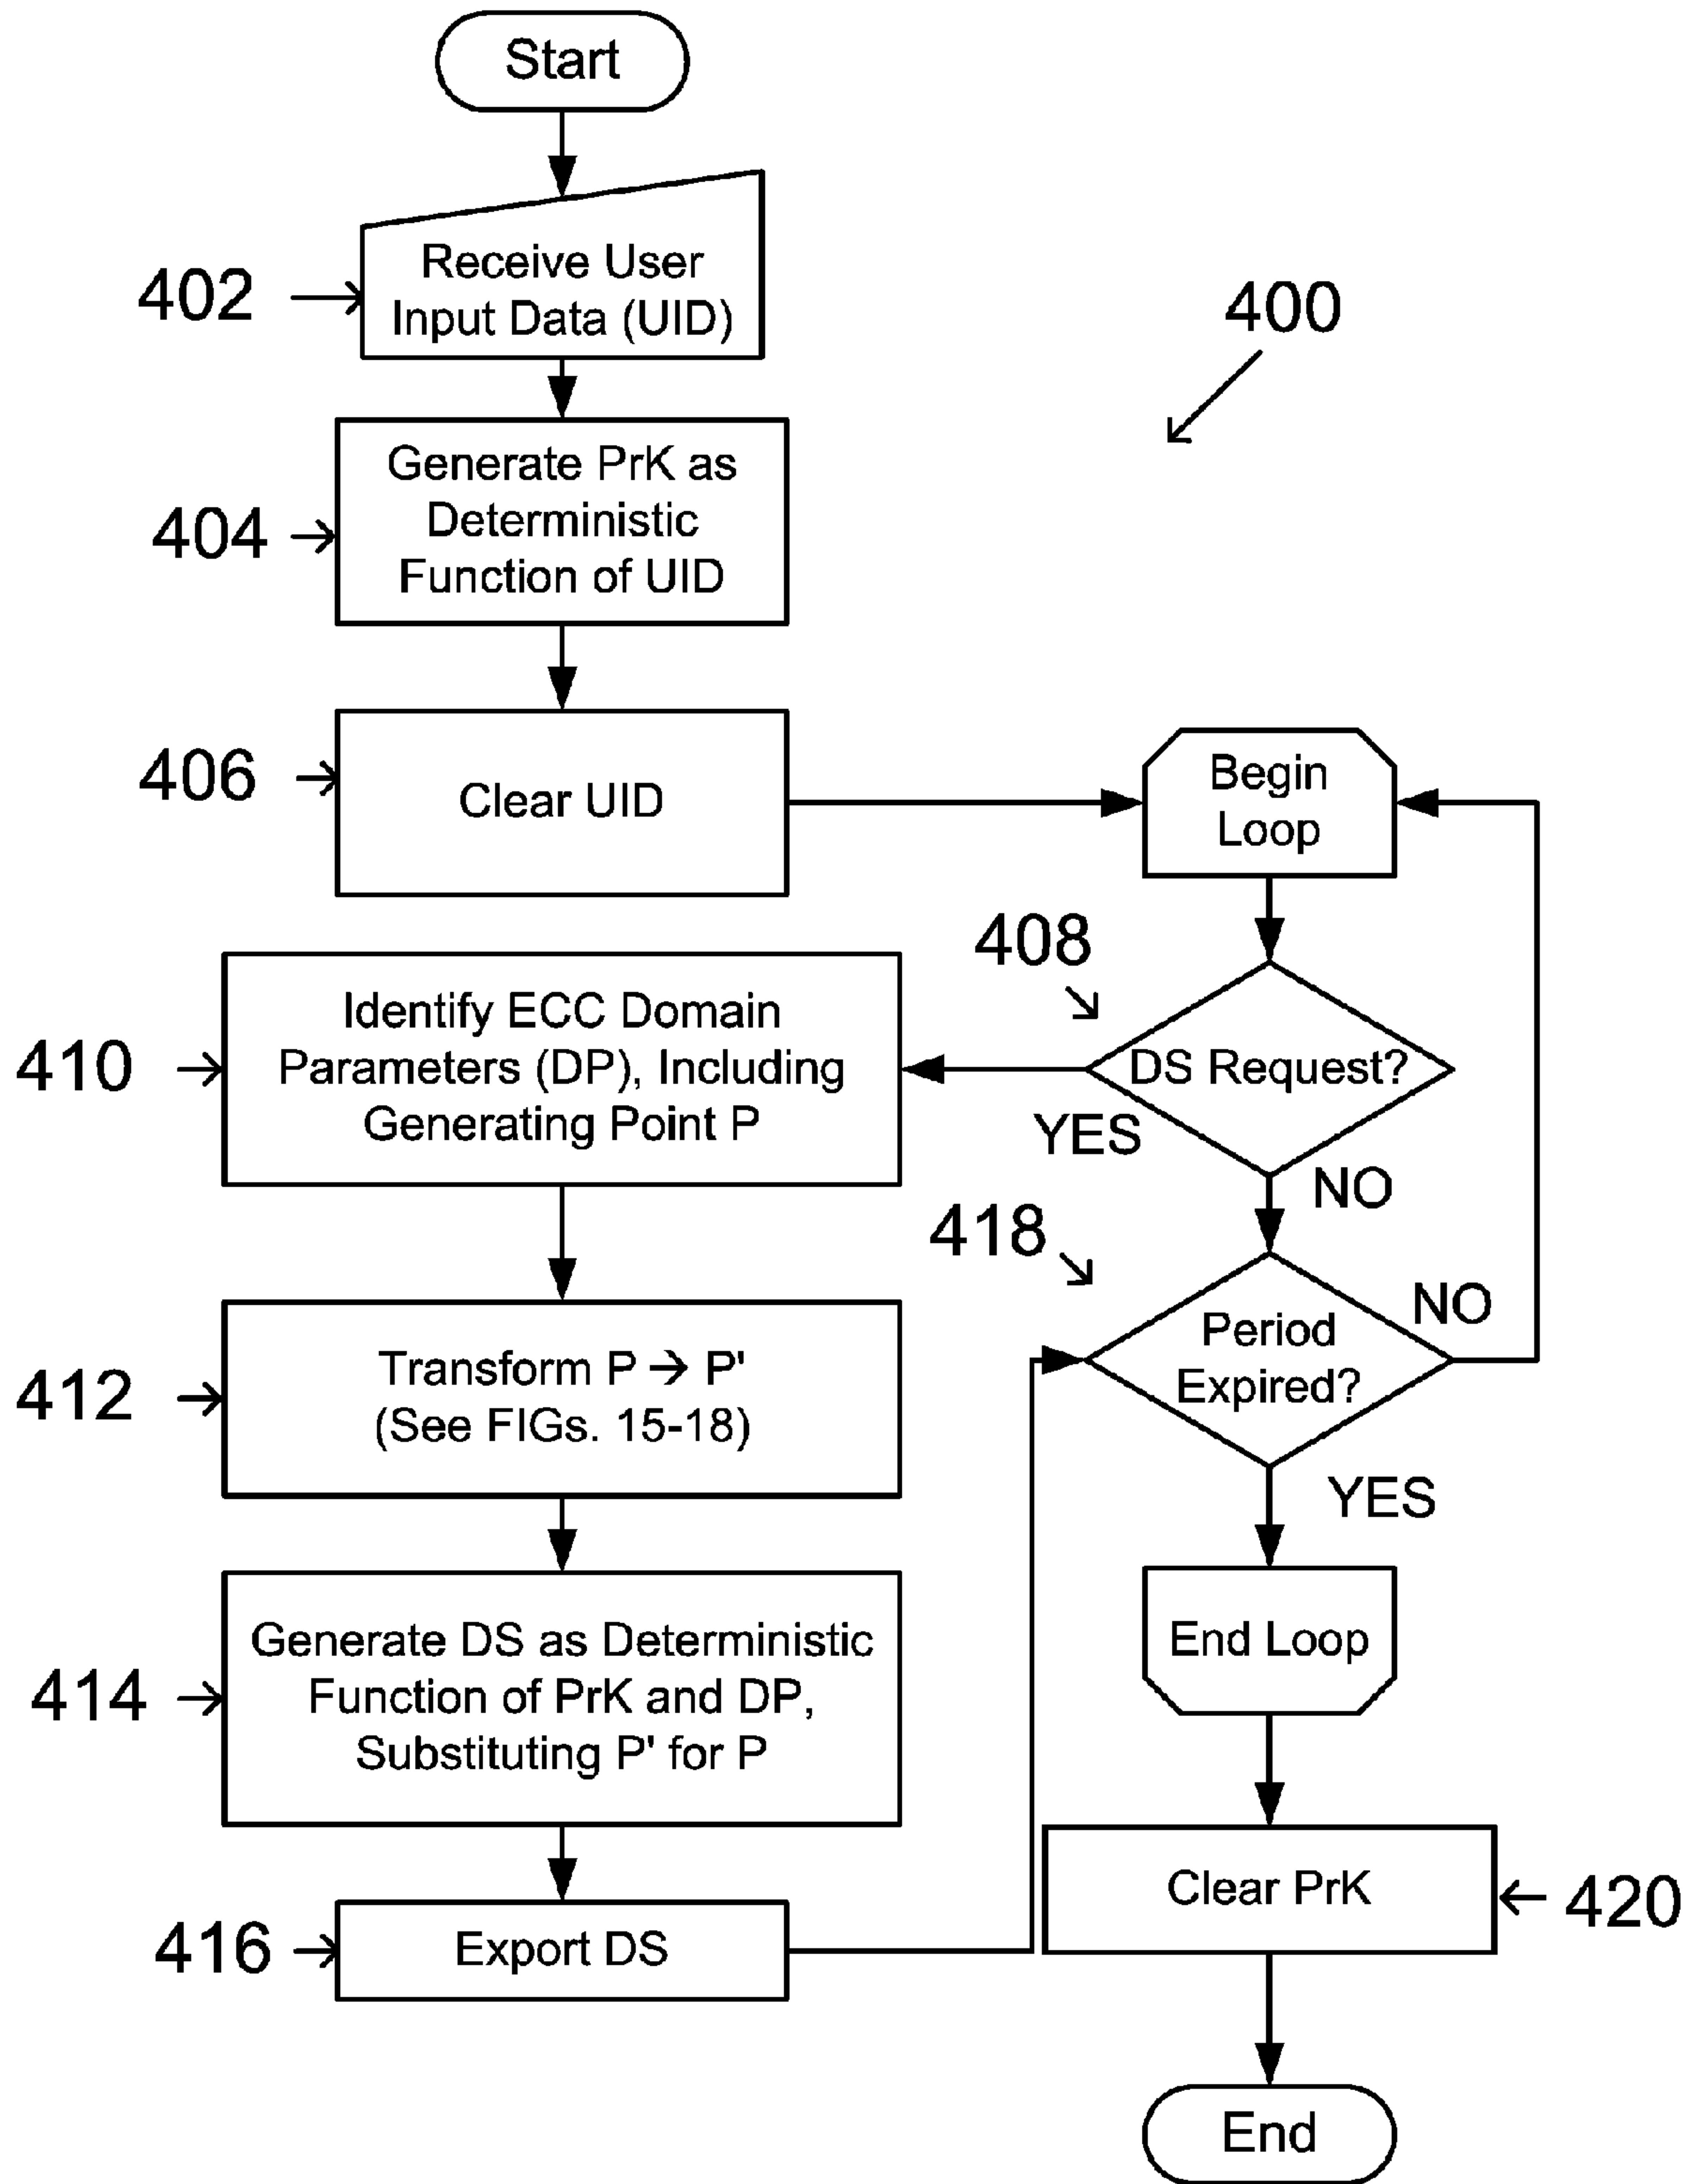 Start
Receive User
Input Data (UID)
402
400
Generate PrK as
Deterministic
Function of UID
404
406
Clear UID
Begin
Loop
408
DS Request?
YES
NO
410
Identify ECC Domain
Parameters (DP), Including
Generating Point P
418
Period
Expired?
NO
YES
412
Transform P → P'
(See FIGs. 15-18)
414
Generate DS as Deterministic
Function of PrK and DP,
Substituting P' for P
End Loop
416
Export DS
Clear PrK
420
End